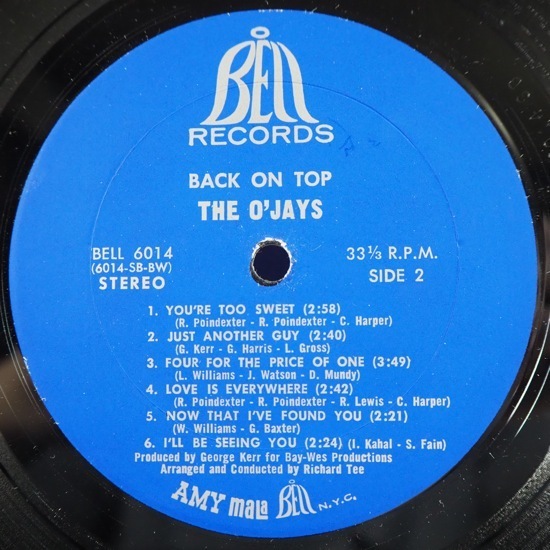 BELL
RECORDS
BACK ON TOP
THE O'JAYS
BELL 6014
(6014-SB-BW)
STEREO
33⅓ R.P.M.
SIDE 2
1. YOU'RE TOO SWEET (2:58)
(R. Poindexter - R. Poindexter - C. Harper)
2. JUST ANOTHER GUY (2:40)
(G. Kerr - G. Harris - L. Gross)
3. FOUR FOR THE PRICE OF ONE (3:49)
(L. Williams - J. Watson - D. Mundy)
4. LOVE IS EVERYWHERE (2:42)
(R. Poindexter - R. Poindexter - R. Lewis - C. Harper)
5. NOW THAT I'VE FOUND YOU (2:21)
(W. Williams - G. Baxter)
6. I'LL BE SEEING YOU (2:24) (I. Kahal - S. Fain)
Produced by George Kerr for Bay-Wes Productions
Arranged and Conducted by Richard Tee
AMY mala BELL N.Y.C.